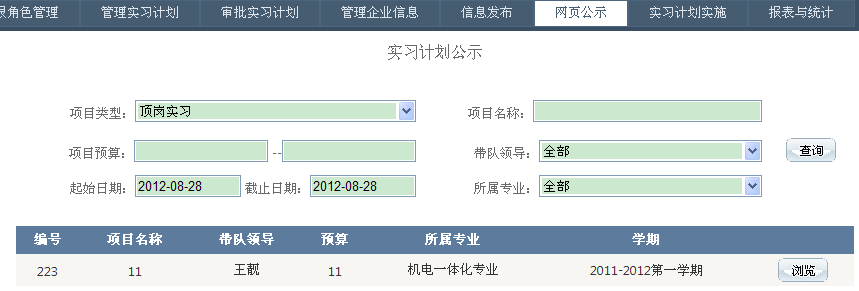 限角色管理 管理实习计划 审批实习计划 管理企业信息 信息发布 网页公示 实习计划实施 报表与统计
实习计划公示
项目类型: 顶岗实习 项目名称:
项目预算: -- 带队领导: 全部 查询
起始日期: 2012-08-28 截止日期: 2012-08-28 所属专业: 全部
编号 项目名称 带队领导 预算 所属专业 学期
223 11 王靓 11 机电一体化专业 2011-2012第一学期 浏览